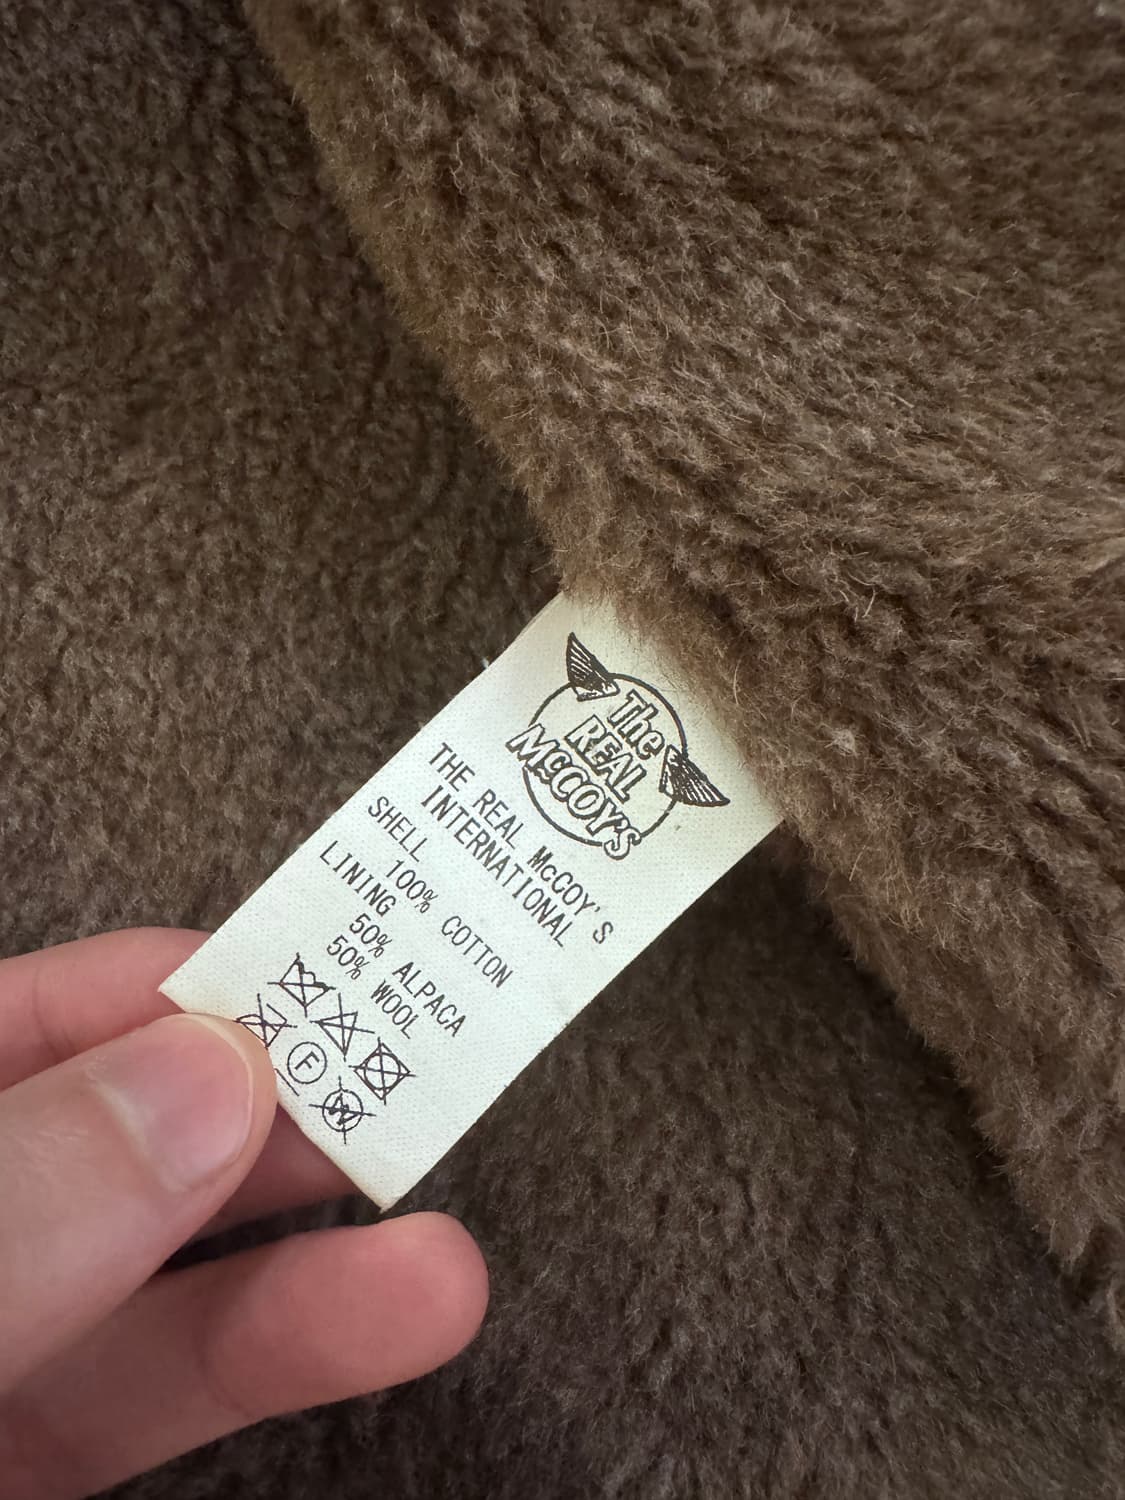 The
REAL
McCOY'S
THE REAL McCOY'S
INTERNATIONAL
SHELL
100% COTTON
LINING
50% ALPACA
50% WOOL
F
W